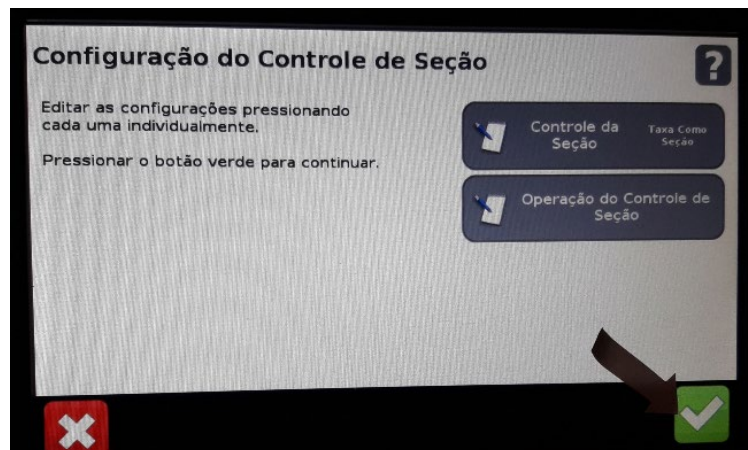 Configuração do Controle de Seção
?
Editar as configurações pressionando
cada uma individualmente.
Pressionar o botão verde para continuar.
Controle da
Seção
Taxa Como
Seção
Operação do Controle de
Seção